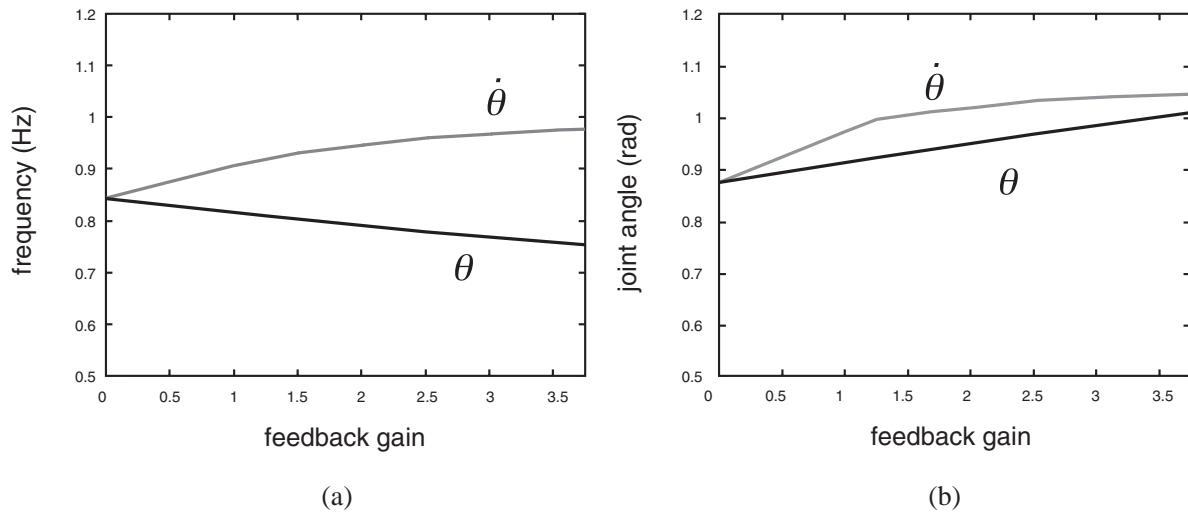 1.2
1.1
1
0.9
0.8
0.7
0.6
0.5
frequency (Hz)
θ̇
θ
0 0.5 1 1.5 2 2.5 3 3.5
feedback gain
(a)
1.2
1.1
1.0
0.9
0.8
0.7
0.6
0.5
joint angle (rad)
θ̇
θ
0 0.5 1 1.5 2 2.5 3 3.5
feedback gain
(b)